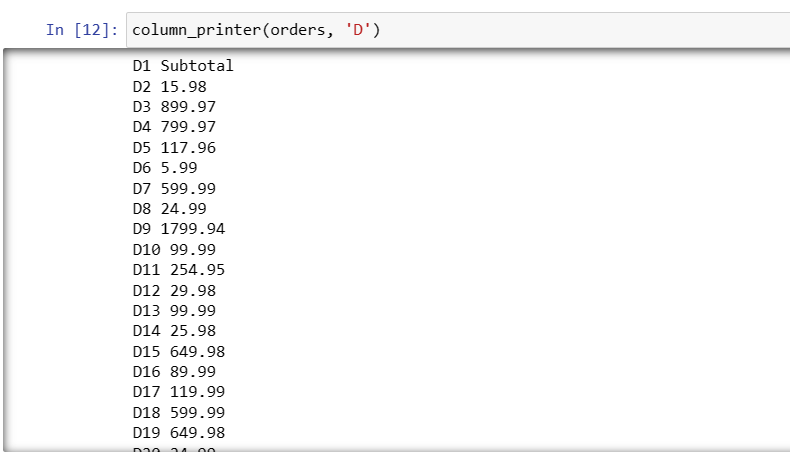 In [12]: column_printer(orders, 'D')
D1 Subtotal
D2 15.98
D3 899.97
D4 799.97
D5 117.96
D6 5.99
D7 599.99
D8 24.99
D9 1799.94
D10 99.99
D11 254.95
D12 29.98
D13 99.99
D14 25.98
D15 649.98
D16 89.99
D17 119.99
D18 599.99
D19 649.98
D20 24.99